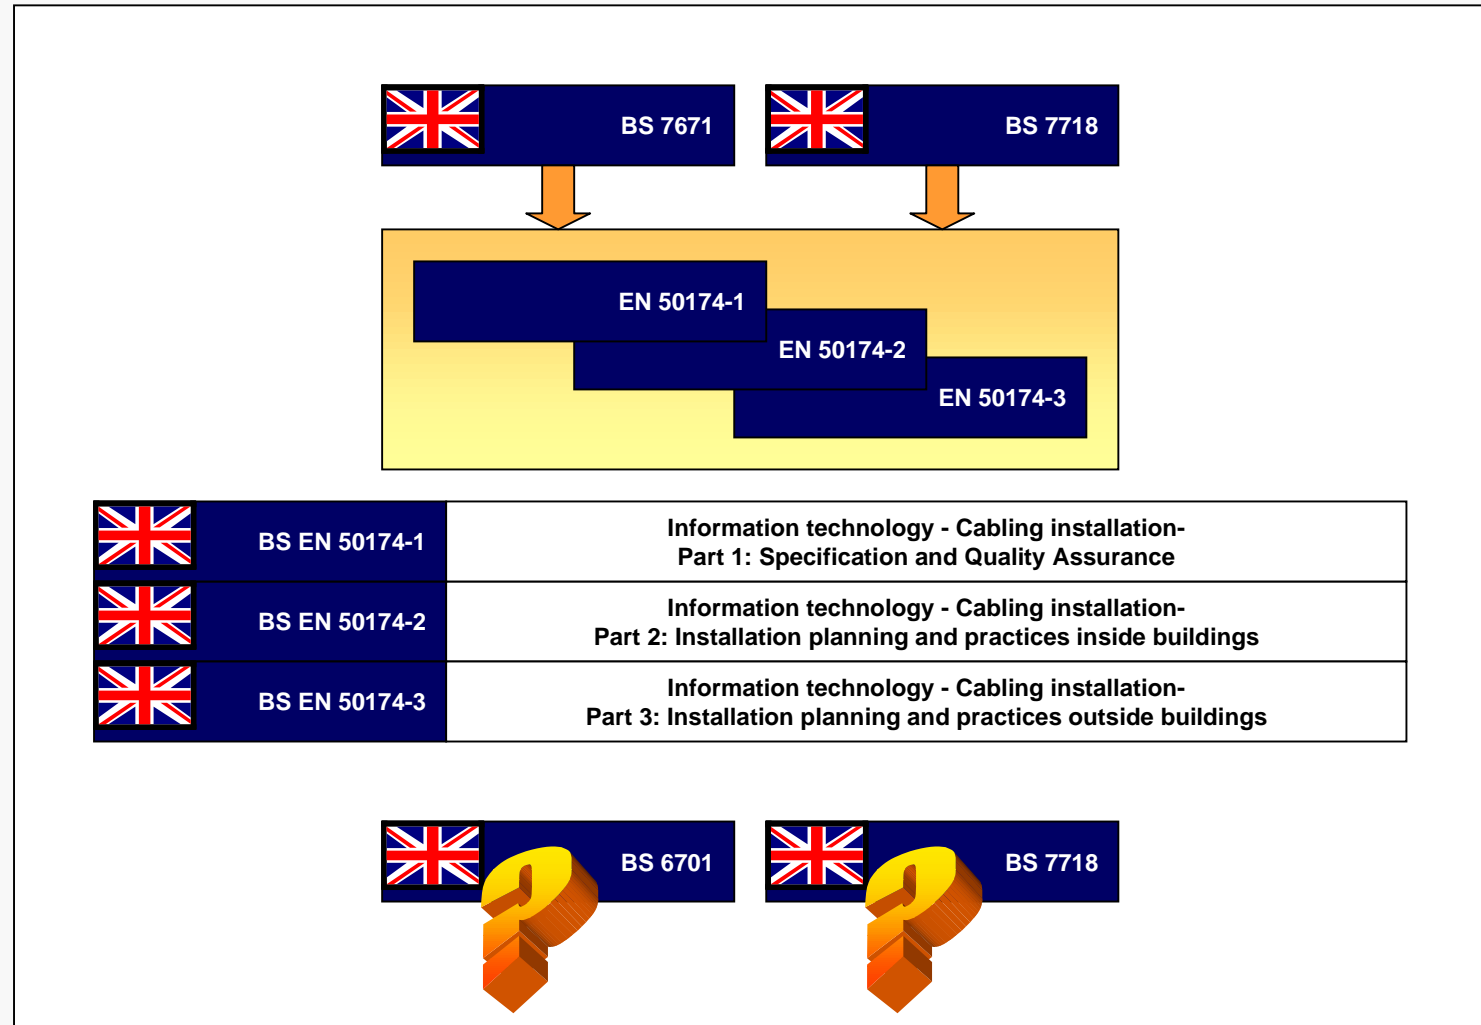 BS 7671
BS 7718
EN 50174-1
EN 50174-2
EN 50174-3
BS EN 50174-1
Information technology - Cabling installation-
Part 1: Specification and Quality Assurance
BS EN 50174-2
Information technology - Cabling installation-
Part 2: Installation planning and practices inside buildings
BS EN 50174-3
Information technology - Cabling installation-
Part 3: Installation planning and practices outside buildings
BS 6701
BS 7718
?
?